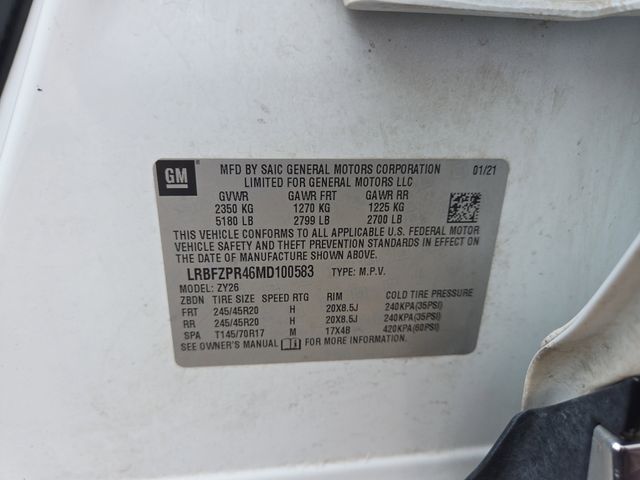 GM
MFD BY SAIC GENERAL MOTORS CORPORATION 01/21
LIMITED FOR GENERAL MOTORS LLC
GVWR GAWR FRT GAWR RR
2350 KG 1270 KG 1225 KG
5180 LB 2799 LB 2700 LB
THIS VEHICLE CONFORMS TO ALL APPLICABLE U.S. FEDERAL MOTOR
VEHICLE SAFETY AND THEFT PREVENTION STANDARDS IN EFFECT ON
THE DATE OF MANUFACTURE SHOWN ABOVE.
LRBFZPR46MD100583 TYPE: M.P.V.
MODEL: ZY26
ZBDN TIRE SIZE SPEED RTG RIM COLD TIRE PRESSURE
FRT 245/45R20 H 20X8.5J 240KPA(35PSI)
RR 245/45R20 H 20X8.5J 240KPA(35PSI)
SPA T145/70R17 M 17X4B 420KPA(60PSI)
SEE OWNER'S MANUAL FOR MORE INFORMATION.